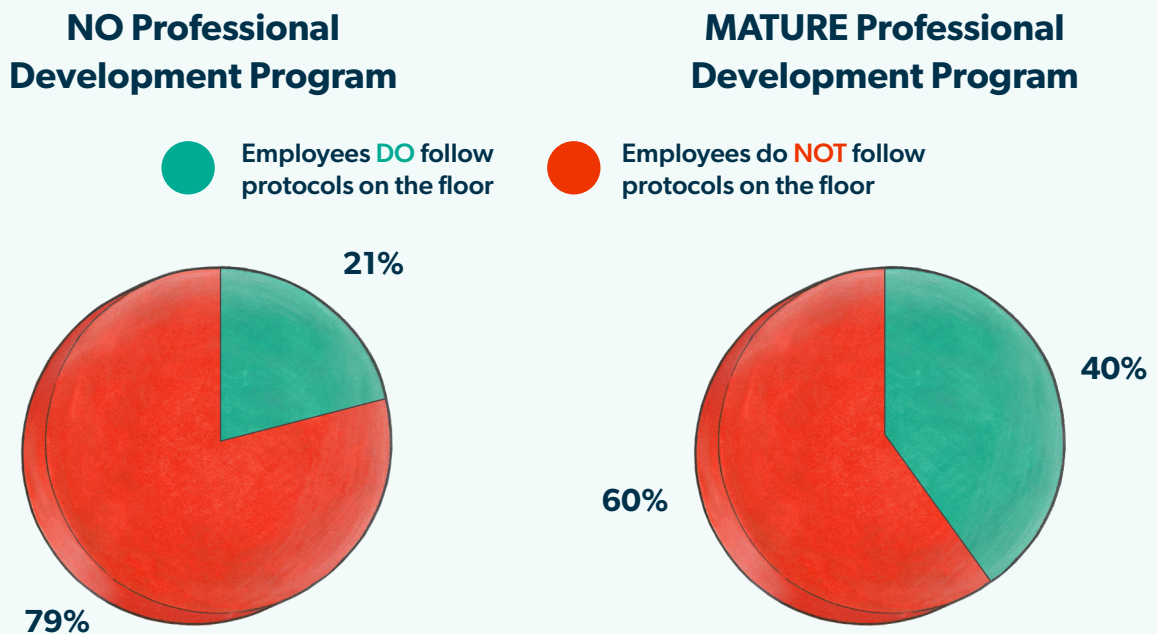 NO Professional
Development Program
MATURE Professional
Development Program
Employees DO follow
protocols on the floor
Employees do NOT follow
protocols on the floor
21%
79%
40%
60%